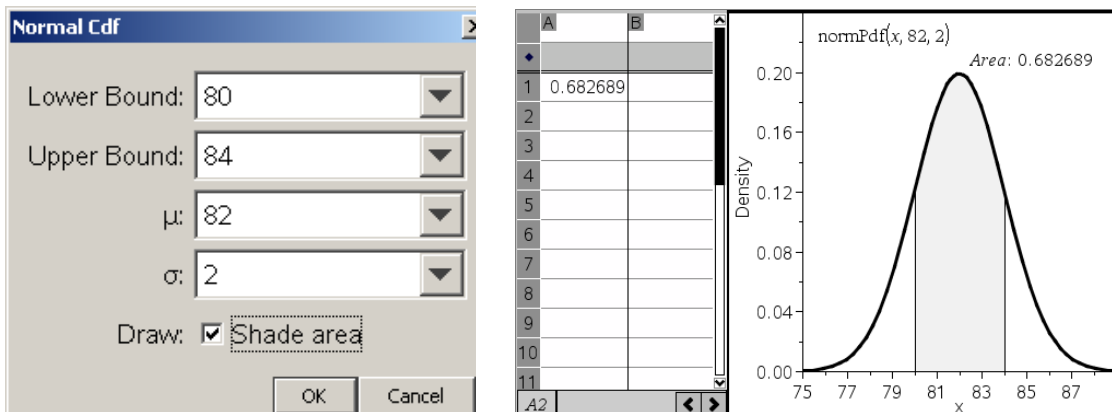 Normal Cdf
Lower Bound: 80
Upper Bound: 84
μ: 82
σ: 2
Draw: Shade area
OK Cancel
A B
1 0.682689
2
3
4
5
6
7
8
9
10
11
A2
normPdf(x, 82, 2)
Area: 0.682689
0.20
0.16
0.12
0.08
0.04
0.00
Density
75 77 79 81 83 85 87
x